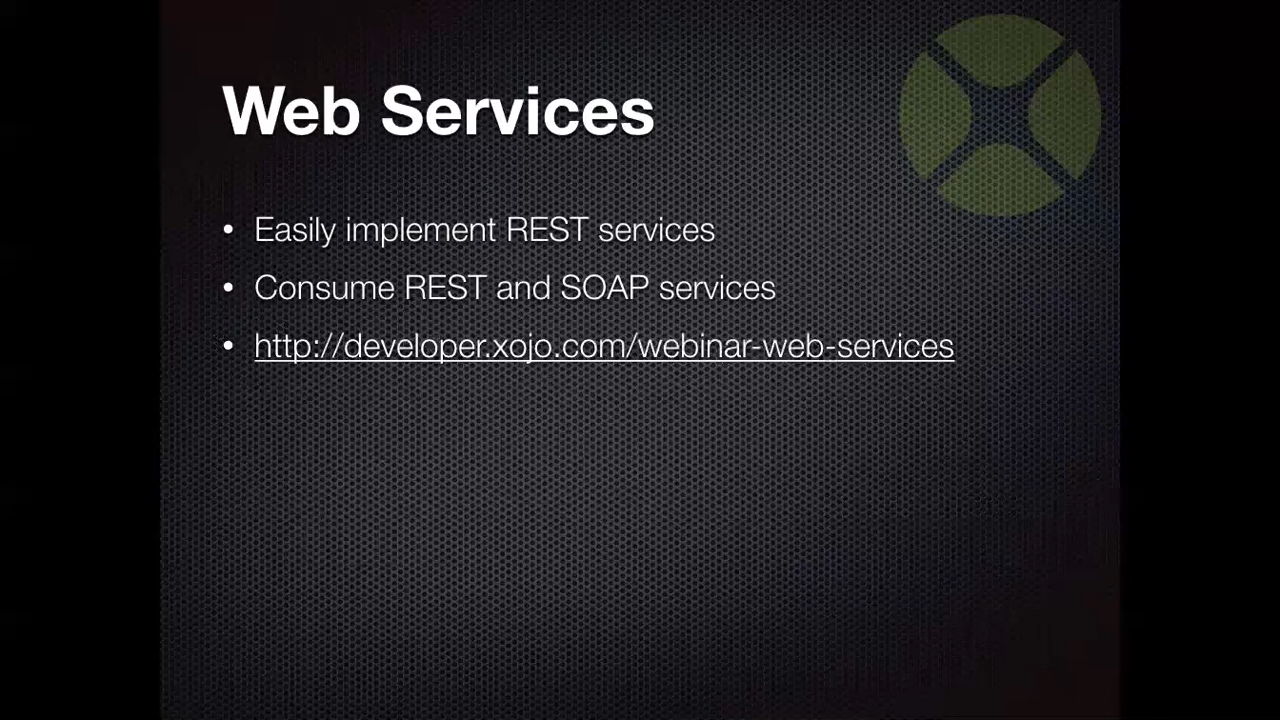 Web Services
• Easily implement REST services
• Consume REST and SOAP services
• http://developer.xojo.com/webinar-web-services